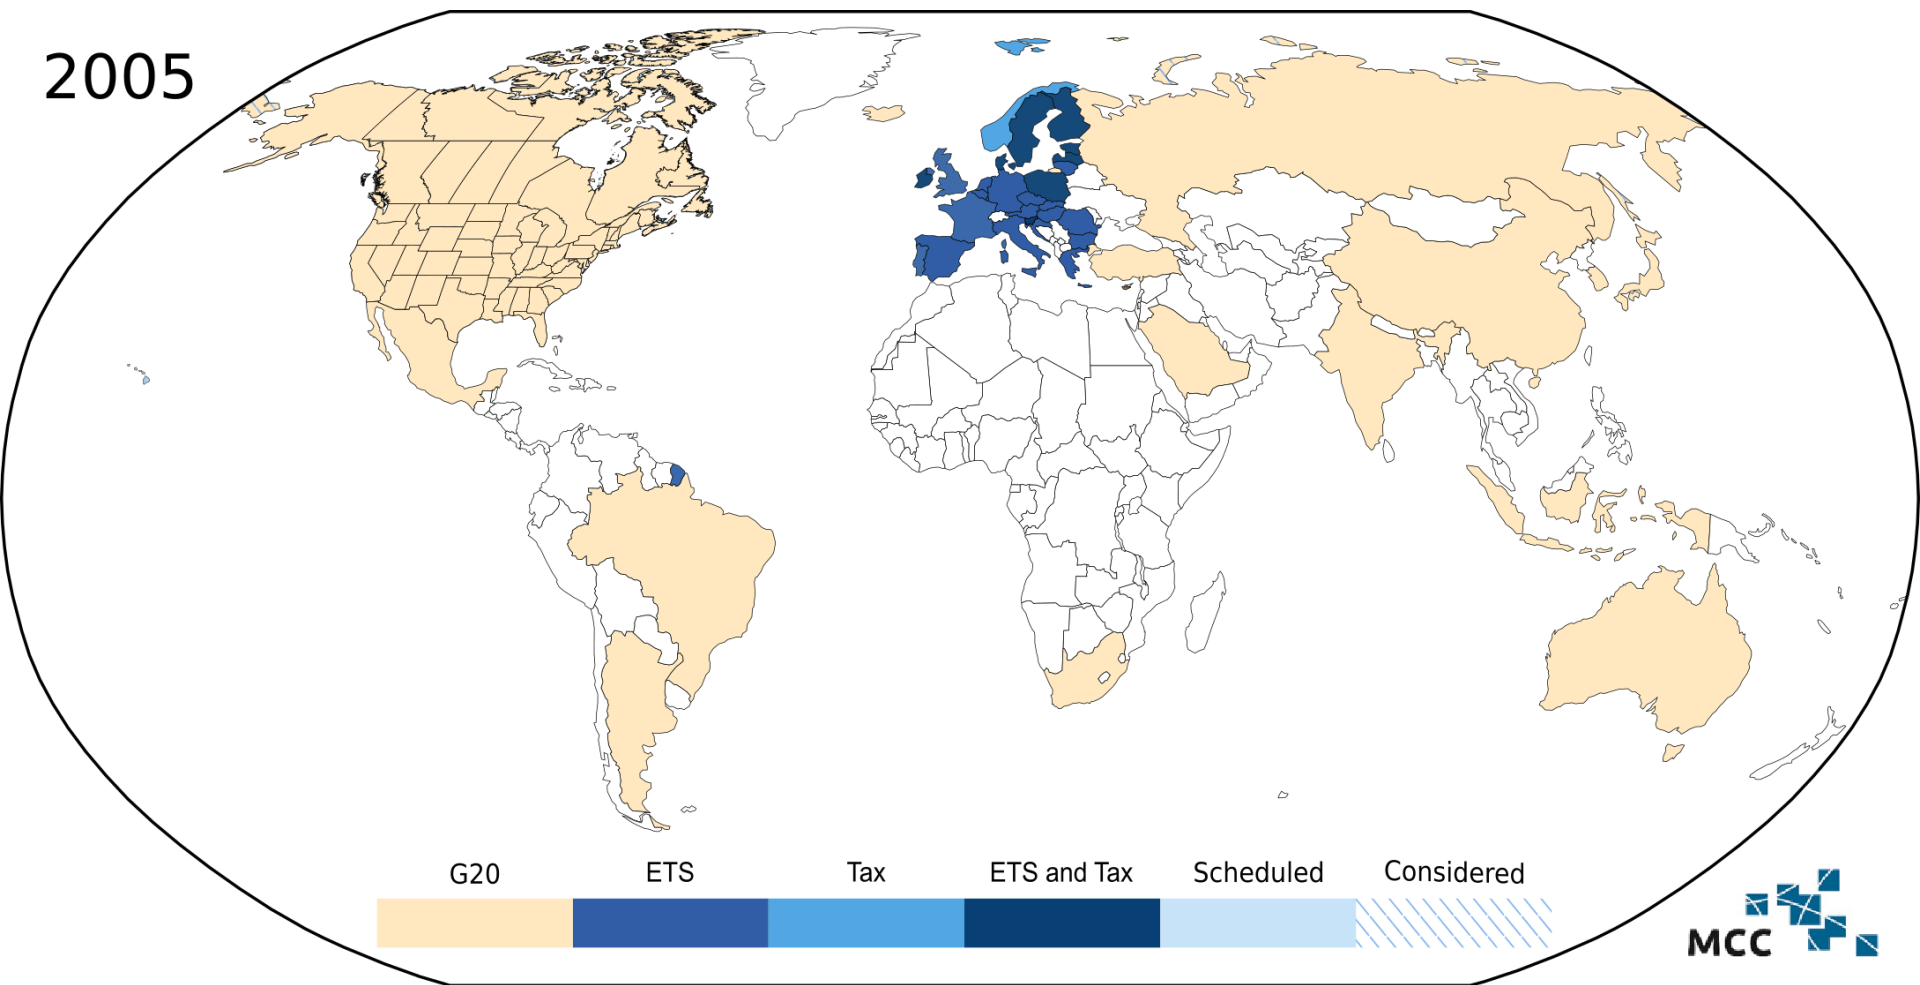 2005
G20
ETS
Tax
ETS and Tax
Scheduled
Considered
MCC